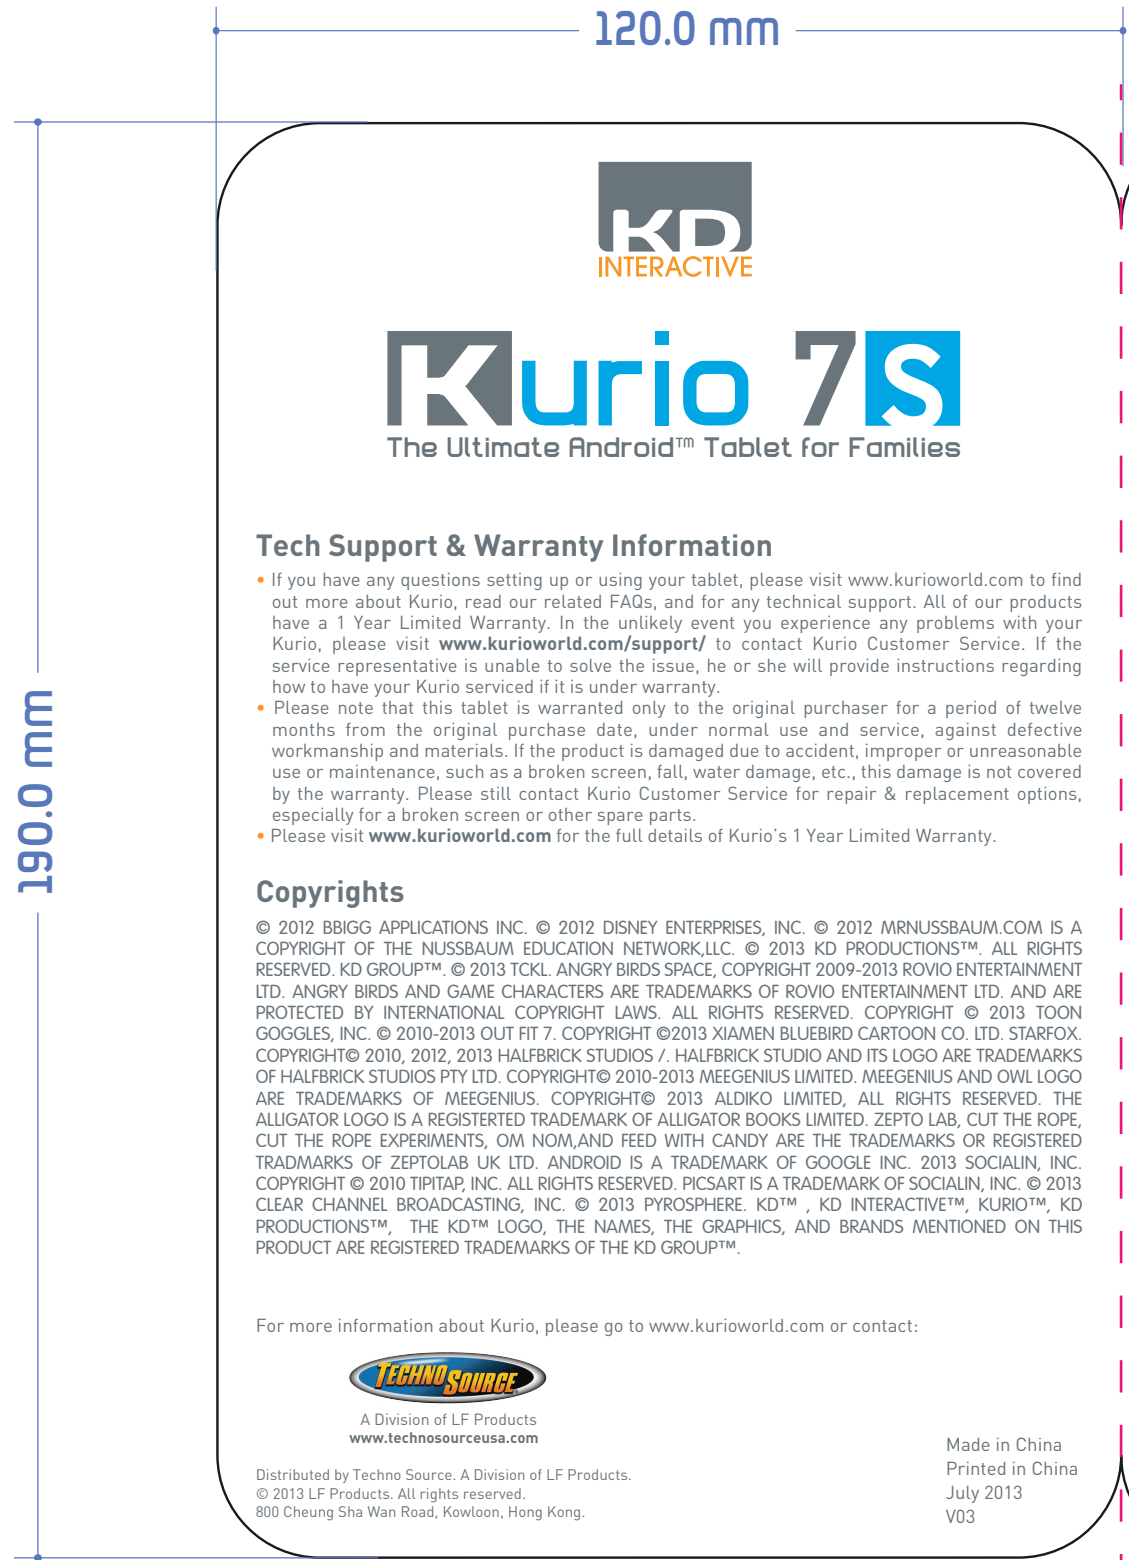 120.0 mm
190.0 mm
KD
INTERACTIVE
Kurio 7S
The Ultimate Android™ Tablet for Families
Tech Support & Warranty Information
• If you have any questions setting up or using your tablet, please visit www.kurioworld.com to find
out more about Kurio, read our related FAQs, and for any technical support. All of our products
have a 1 Year Limited Warranty. In the unlikely event you experience any problems with your
Kurio, please visit www.kurioworld.com/support/ to contact Kurio Customer Service. If the
service representative is unable to solve the issue, he or she will provide instructions regarding
how to have your Kurio serviced if it is under warranty.
• Please note that this tablet is warranted only to the original purchaser for a period of twelve
months from the original purchase date, under normal use and service, against defective
workmanship and materials. If the product is damaged due to accident, improper or unreasonable
use or maintenance, such as a broken screen, fall, water damage, etc., this damage is not covered
by the warranty. Please still contact Kurio Customer Service for repair & replacement options,
especially for a broken screen or other spare parts.
• Please visit www.kurioworld.com for the full details of Kurio's 1 Year Limited Warranty.
Copyrights
© 2012 BBIGG APPLICATIONS INC. © 2012 DISNEY ENTERPRISES, INC. © 2012 MRNUSSBAUM.COM IS A
COPYRIGHT OF THE NUSSBAUM EDUCATION NETWORK,LLC. © 2013 KD PRODUCTIONS™. ALL RIGHTS
RESERVED. KD GROUP™. © 2013 TCKL. ANGRY BIRDS SPACE, COPYRIGHT 2009-2013 ROVIO ENTERTAINMENT
LTD. ANGRY BIRDS AND GAME CHARACTERS ARE TRADEMARKS OF ROVIO ENTERTAINMENT LTD. AND ARE
PROTECTED BY INTERNATIONAL COPYRIGHT LAWS. ALL RIGHTS RESERVED. COPYRIGHT © 2013 TOON
GOGGLES, INC. © 2010-2013 OUT FIT 7. COPYRIGHT ©2013 XIAMEN BLUEBIRD CARTOON CO. LTD. STARFOX.
COPYRIGHT© 2010, 2012, 2013 HALFBRICK STUDIOS /. HALFBRICK STUDIO AND ITS LOGO ARE TRADEMARKS
OF HALFBRICK STUDIOS PTY LTD. COPYRIGHT© 2010-2013 MEEGENIUS LIMITED. MEEGENIUS AND OWL LOGO
ARE TRADEMARKS OF MEEGENIUS. COPYRIGHT© 2013 ALDIKO LIMITED, ALL RIGHTS RESERVED. THE
ALLIGATOR LOGO IS A REGISTERTED TRADEMARK OF ALLIGATOR BOOKS LIMITED. ZEPTO LAB, CUT THE ROPE,
CUT THE ROPE EXPERIMENTS, OM NOM,AND FEED WITH CANDY ARE THE TRADEMARKS OR REGISTERED
TRADMARKS OF ZEPTOLAB UK LTD. ANDROID IS A TRADEMARK OF GOOGLE INC. 2013 SOCIALIN, INC.
COPYRIGHT © 2010 TIPITAP, INC. ALL RIGHTS RESERVED. PICSART IS A TRADEMARK OF SOCIALIN, INC. © 2013
CLEAR CHANNEL BROADCASTING, INC. © 2013 PYROSPHERE. KD™ , KD INTERACTIVE™, KURIO™, KD
PRODUCTIONS™, THE KD™ LOGO, THE NAMES, THE GRAPHICS, AND BRANDS MENTIONED ON THIS
PRODUCT ARE REGISTERED TRADEMARKS OF THE KD GROUP™.
For more information about Kurio, please go to www.kurioworld.com or contact:
TECHNO SOURCE
A Division of LF Products
www.technosourceusa.com
Distributed by Techno Source. A Division of LF Products.
© 2013 LF Products. All rights reserved.
800 Cheung Sha Wan Road, Kowloon, Hong Kong.
Made in China
Printed in China
July 2013
V03